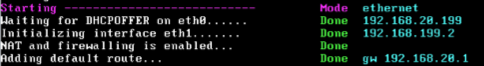 Starting --------------------------- Mode ethernet
Waiting for DHCPOFFER on eth0...... Done 192.168.20.199
Initializing interface eth1....... Done 192.168.199.2
NAT and firewalling is enabled... Done
Adding default route... Done gw 192.168.20.1